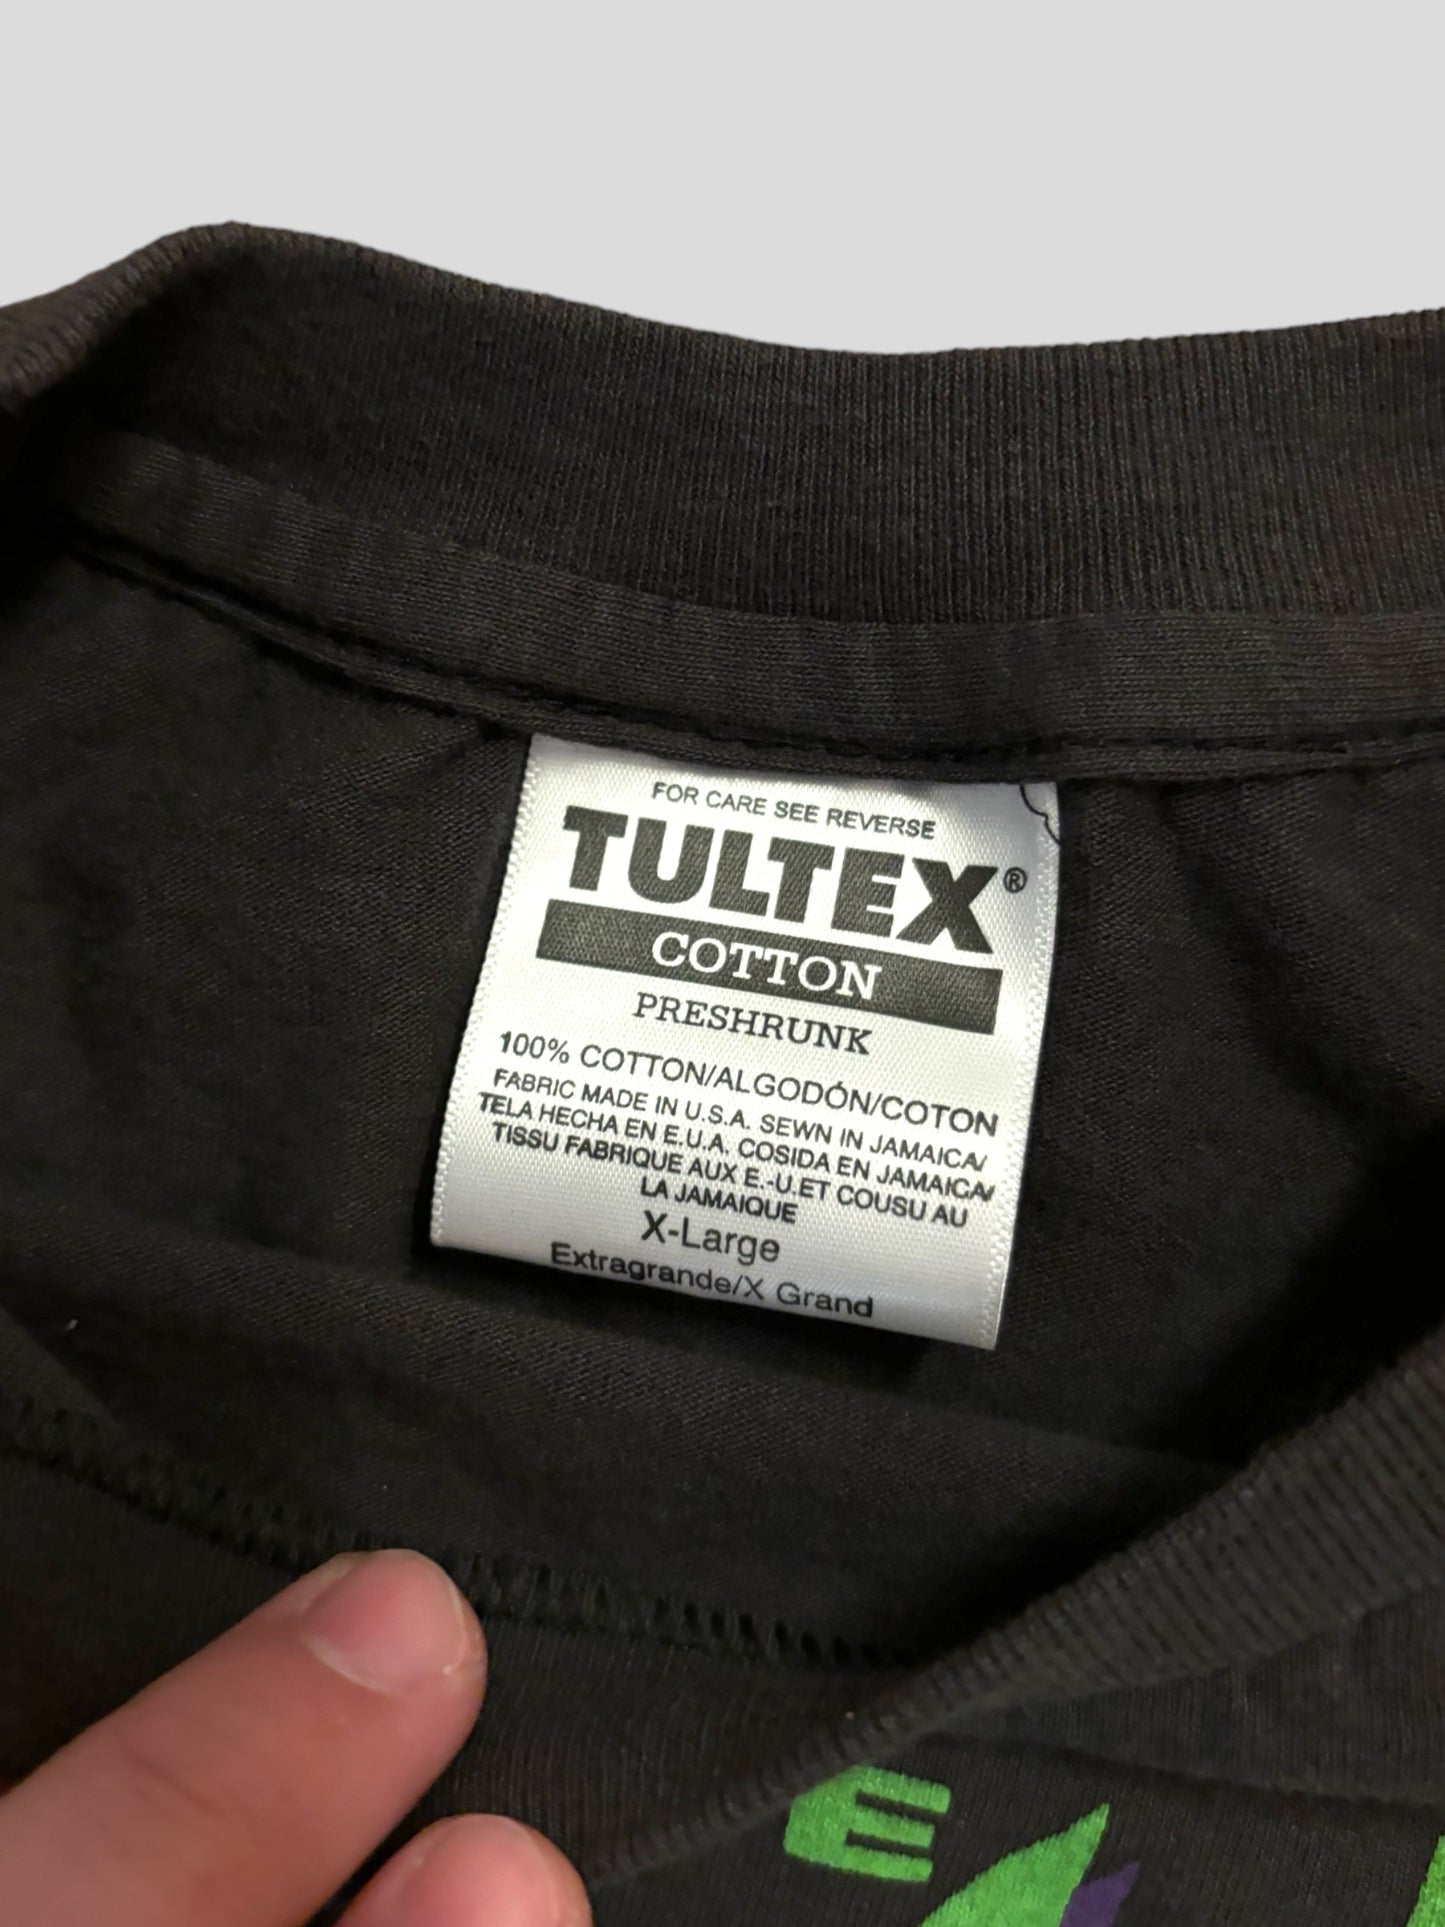 FOR CARE SEE REVERSE
TULTEX®
COTTON
PRESHRUNK
100% COTTON/ALGODÓN/COTON
FABRIC MADE IN U.S.A. SEWN IN JAMAICA/
TELA HECHA EN E.U.A. COSIDA EN JAMAICA/
TISSU FABRIQUE AUX E.-U.ET COUSU AU
LA JAMAIQUE
X-Large
Extragrande/X Grand
E